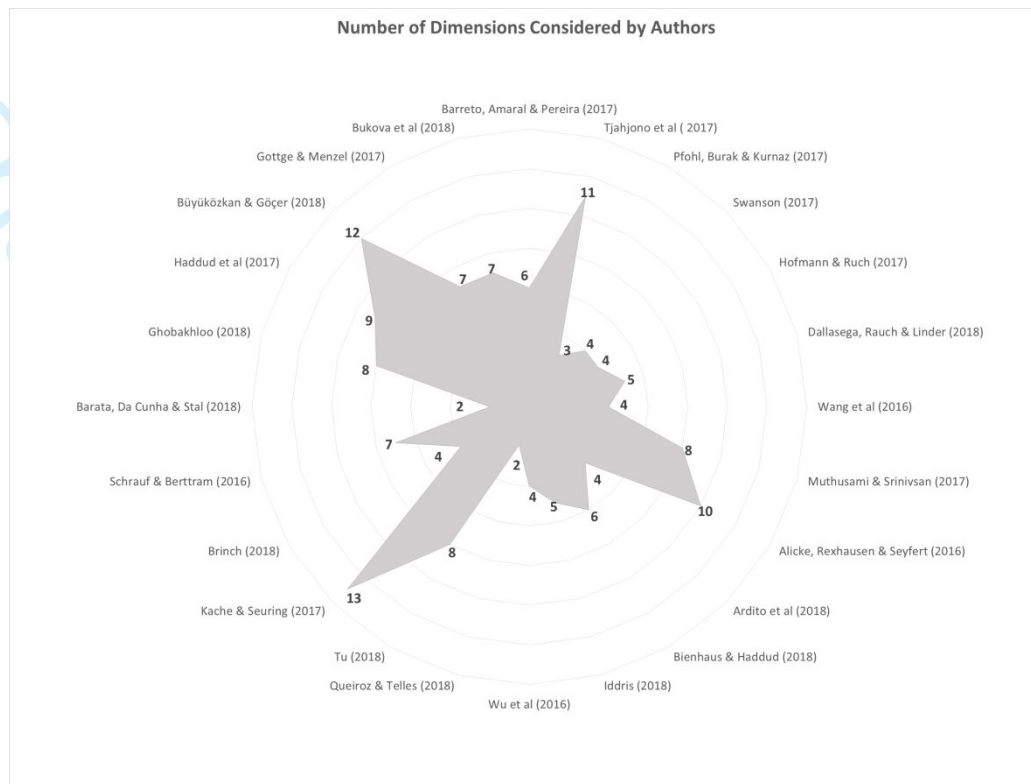 Number of Dimensions Considered by Authors
Barreto, Amaral & Pereira (2017)
Tjahjono et al ( 2017)
Pfohl, Burak & Kurnaz (2017)
Swanson (2017)
Hofmann & Ruch (2017)
Dallasega, Rauch & Linder (2018)
Wang et al (2016)
Muthusami & Srinivsan (2017)
Alicke, Rexhausen & Seyfert (2016)
Ardito et al (2018)
Bienhaus & Haddud (2018)
Iddris (2018)
Wu et al (2016)
Queiroz & Telles (2018)
Tu (2018)
Kache & Seuring (2017)
Brinch (2018)
Schrauf & Berttram (2016)
Barata, Da Cunha & Stal (2018)
Ghobakhloo (2018)
Haddud et al (2017)
Büyüközkan & Göçer (2018)
Gottge & Menzel (2017)
Bukova et al (2018)
6
11
3
4
4
5
4
8
10
4
6
5
4
2
8
13
4
7
2
8
9
12
7
7